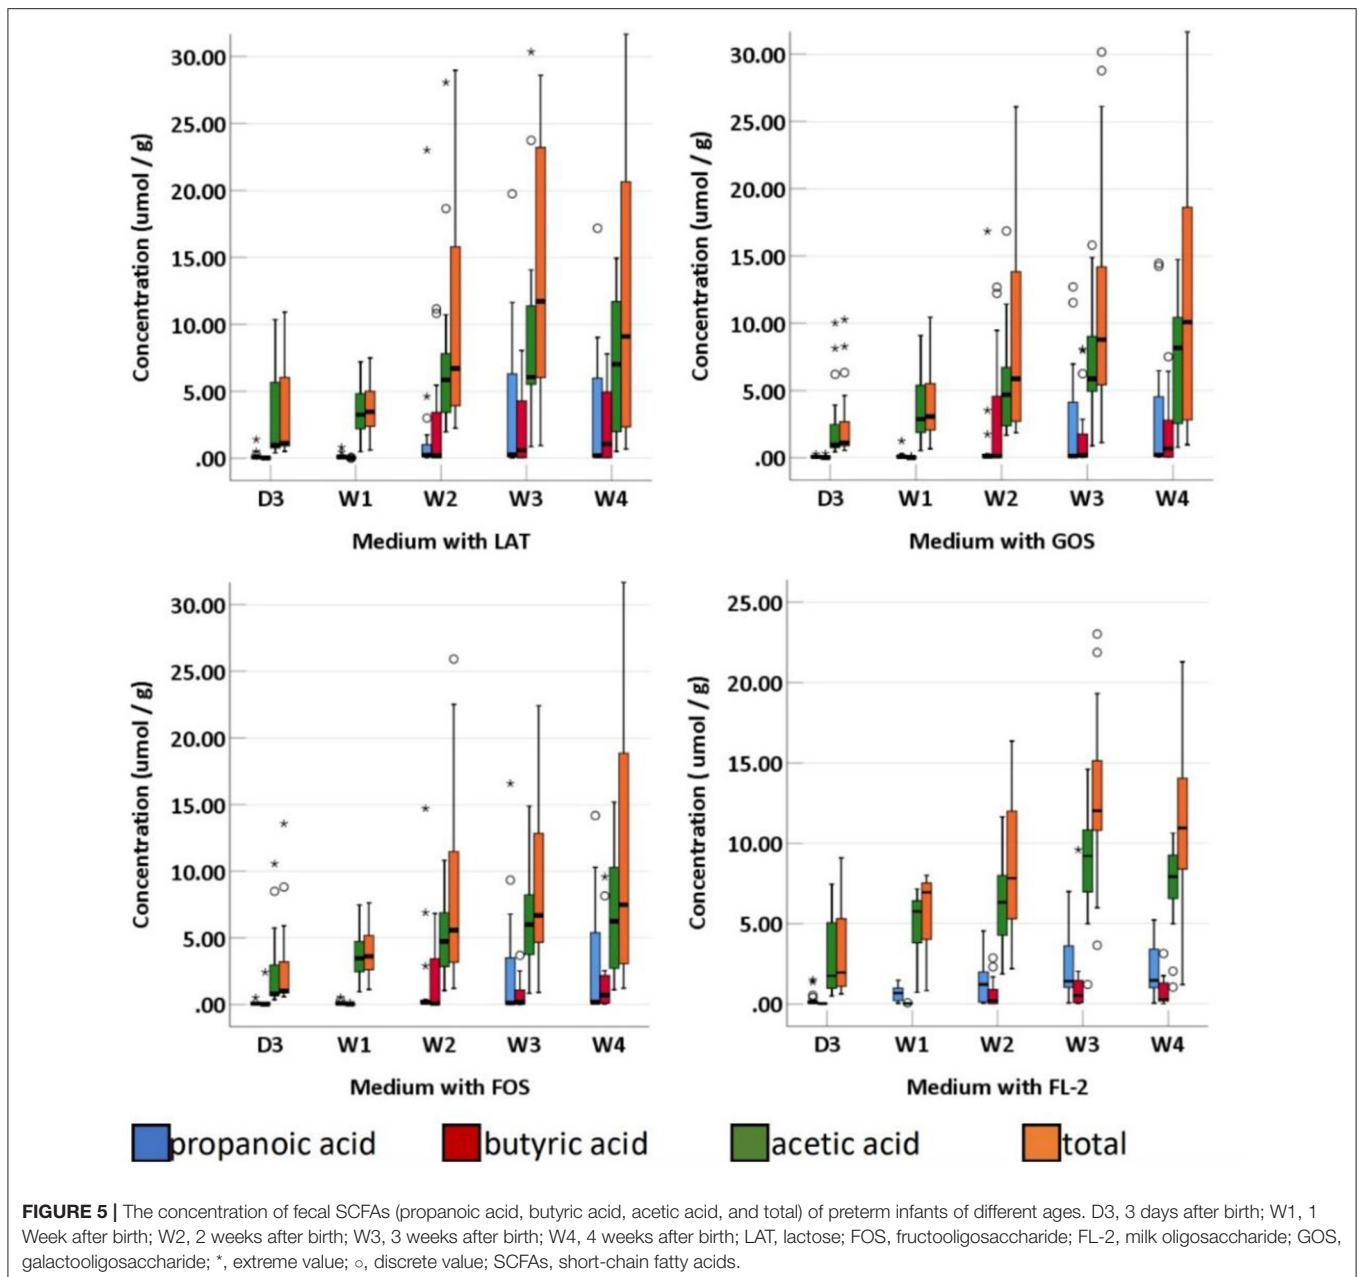 30.00
25.00
20.00
15.00
10.00
5.00
.00
Concentration (umol / g)
D3 W1 W2 W3 W4
Medium with LAT
30.00
25.00
20.00
15.00
10.00
5.00
.00
Concentration (umol / g)
D3 W1 W2 W3 W4
Medium with GOS
30.00
25.00
20.00
15.00
10.00
5.00
.00
Concentration (umol / g)
D3 W1 W2 W3 W4
Medium with FOS
25.00
20.00
15.00
10.00
5.00
.00
Concentration ( umol / g)
D3 W1 W2 W3 W4
Medium with FL-2
propanoic acid butyric acid acetic acid total
FIGURE 5 | The concentration of fecal SCFAs (propanoic acid, butyric acid, acetic acid, and total) of preterm infants of different ages. D3, 3 days after birth; W1, 1
Week after birth; W2, 2 weeks after birth; W3, 3 weeks after birth; W4, 4 weeks after birth; LAT, lactose; FOS, fructooligosaccharide; FL-2, milk oligosaccharide; GOS,
galactooligosaccharide; *, extreme value; ○, discrete value; SCFAs, short-chain fatty acids.